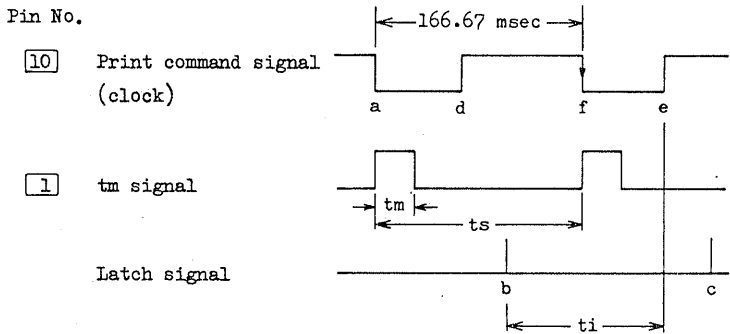 Pin No.
166.67 msec
10 Print command signal
(clock)
a d f e
1 tm signal
tm
ts
Latch signal
b c
ti